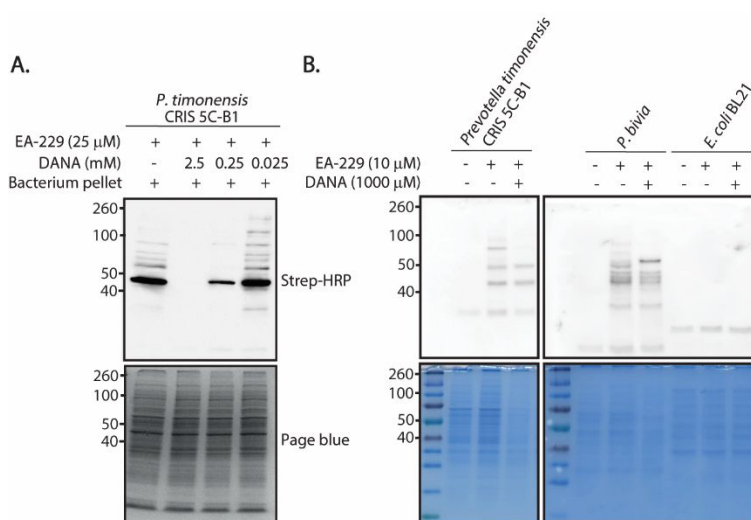 A.
P. timonensis
CRIS 5C-B1
EA-229 (25 μM) + + + +
DANA (mM) - 2.5 0.25 0.025
Bacterium pellet + + + +
260
100
50
40
Strep-HRP
260
100
50
40
Page blue
B.
Prevotella timonensis
CRIS 5C-B1
P. bivia
E. coli BL21
EA-229 (10 μM) - + + - + + - + +
DANA (1000 μM) - - + - - + - - +
260
100
50
40
260
100
50
40